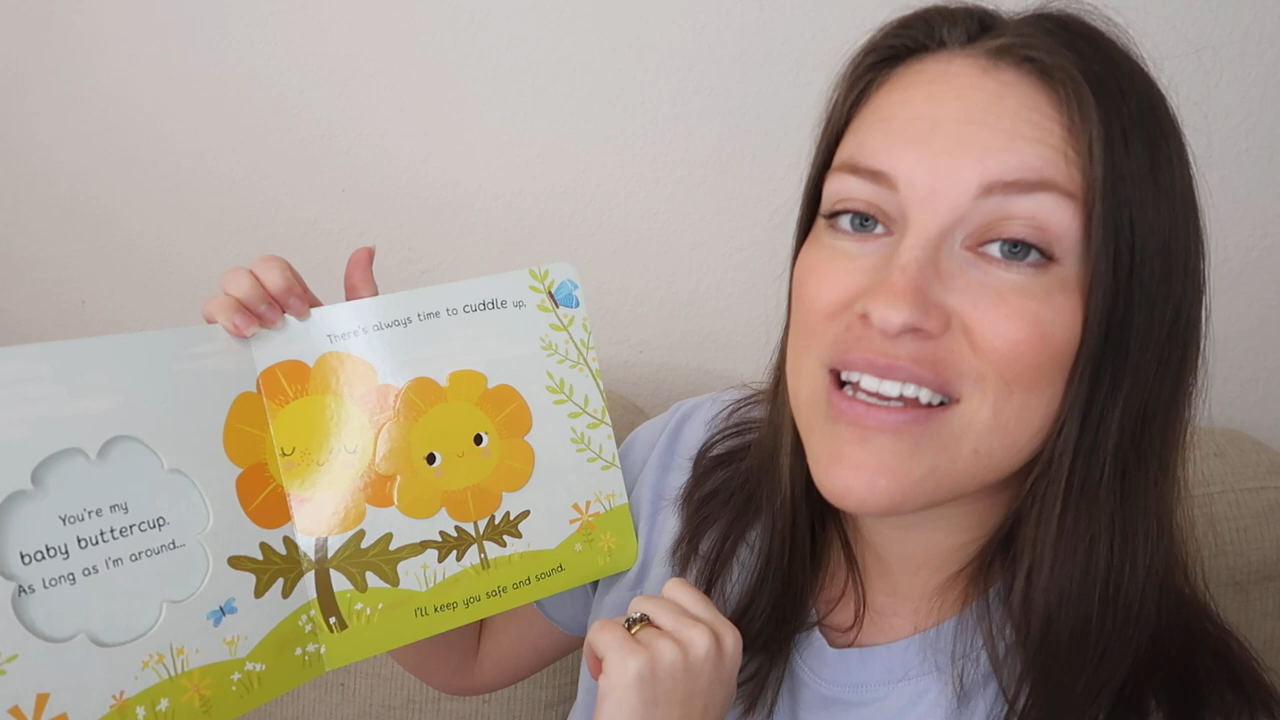 You're my
baby buttercup.
As long as I'm around...
There's always time to cuddle up,
I'll keep you safe and sound.